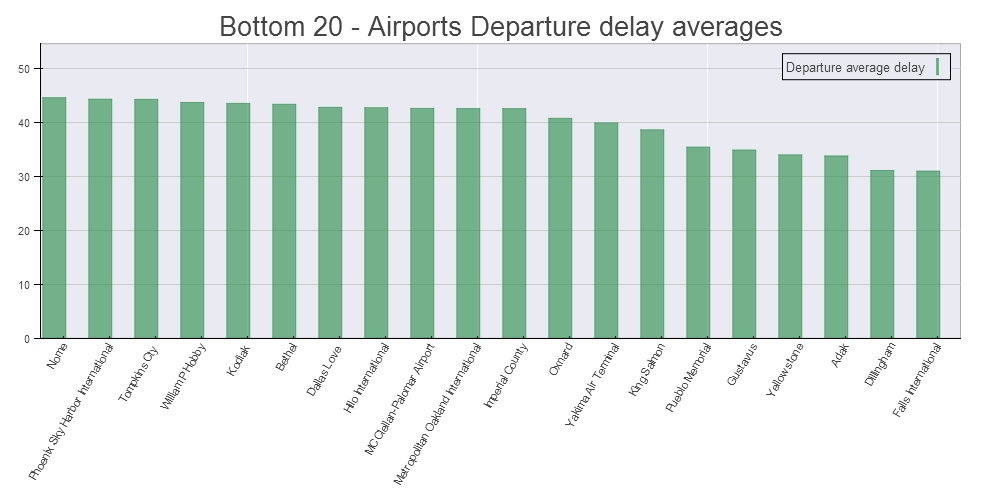 Bottom 20 - Airports Departure delay averages
Departure average delay
50
40
30
20
10
0
Nome
Phoenix Sky Harbor International
Tompkins Cty
William P Hobby
Kodiak
Bethel
Dallas Love
Hilo International
MC Clellan-Palomar Airport
Metropolitan Oakland International
Imperial County
Oxnard
Yakima Air Terminal
King Salmon
Pueblo Memorial
Gustavus
Yellowstone
Adak
Dillingham
Falls International